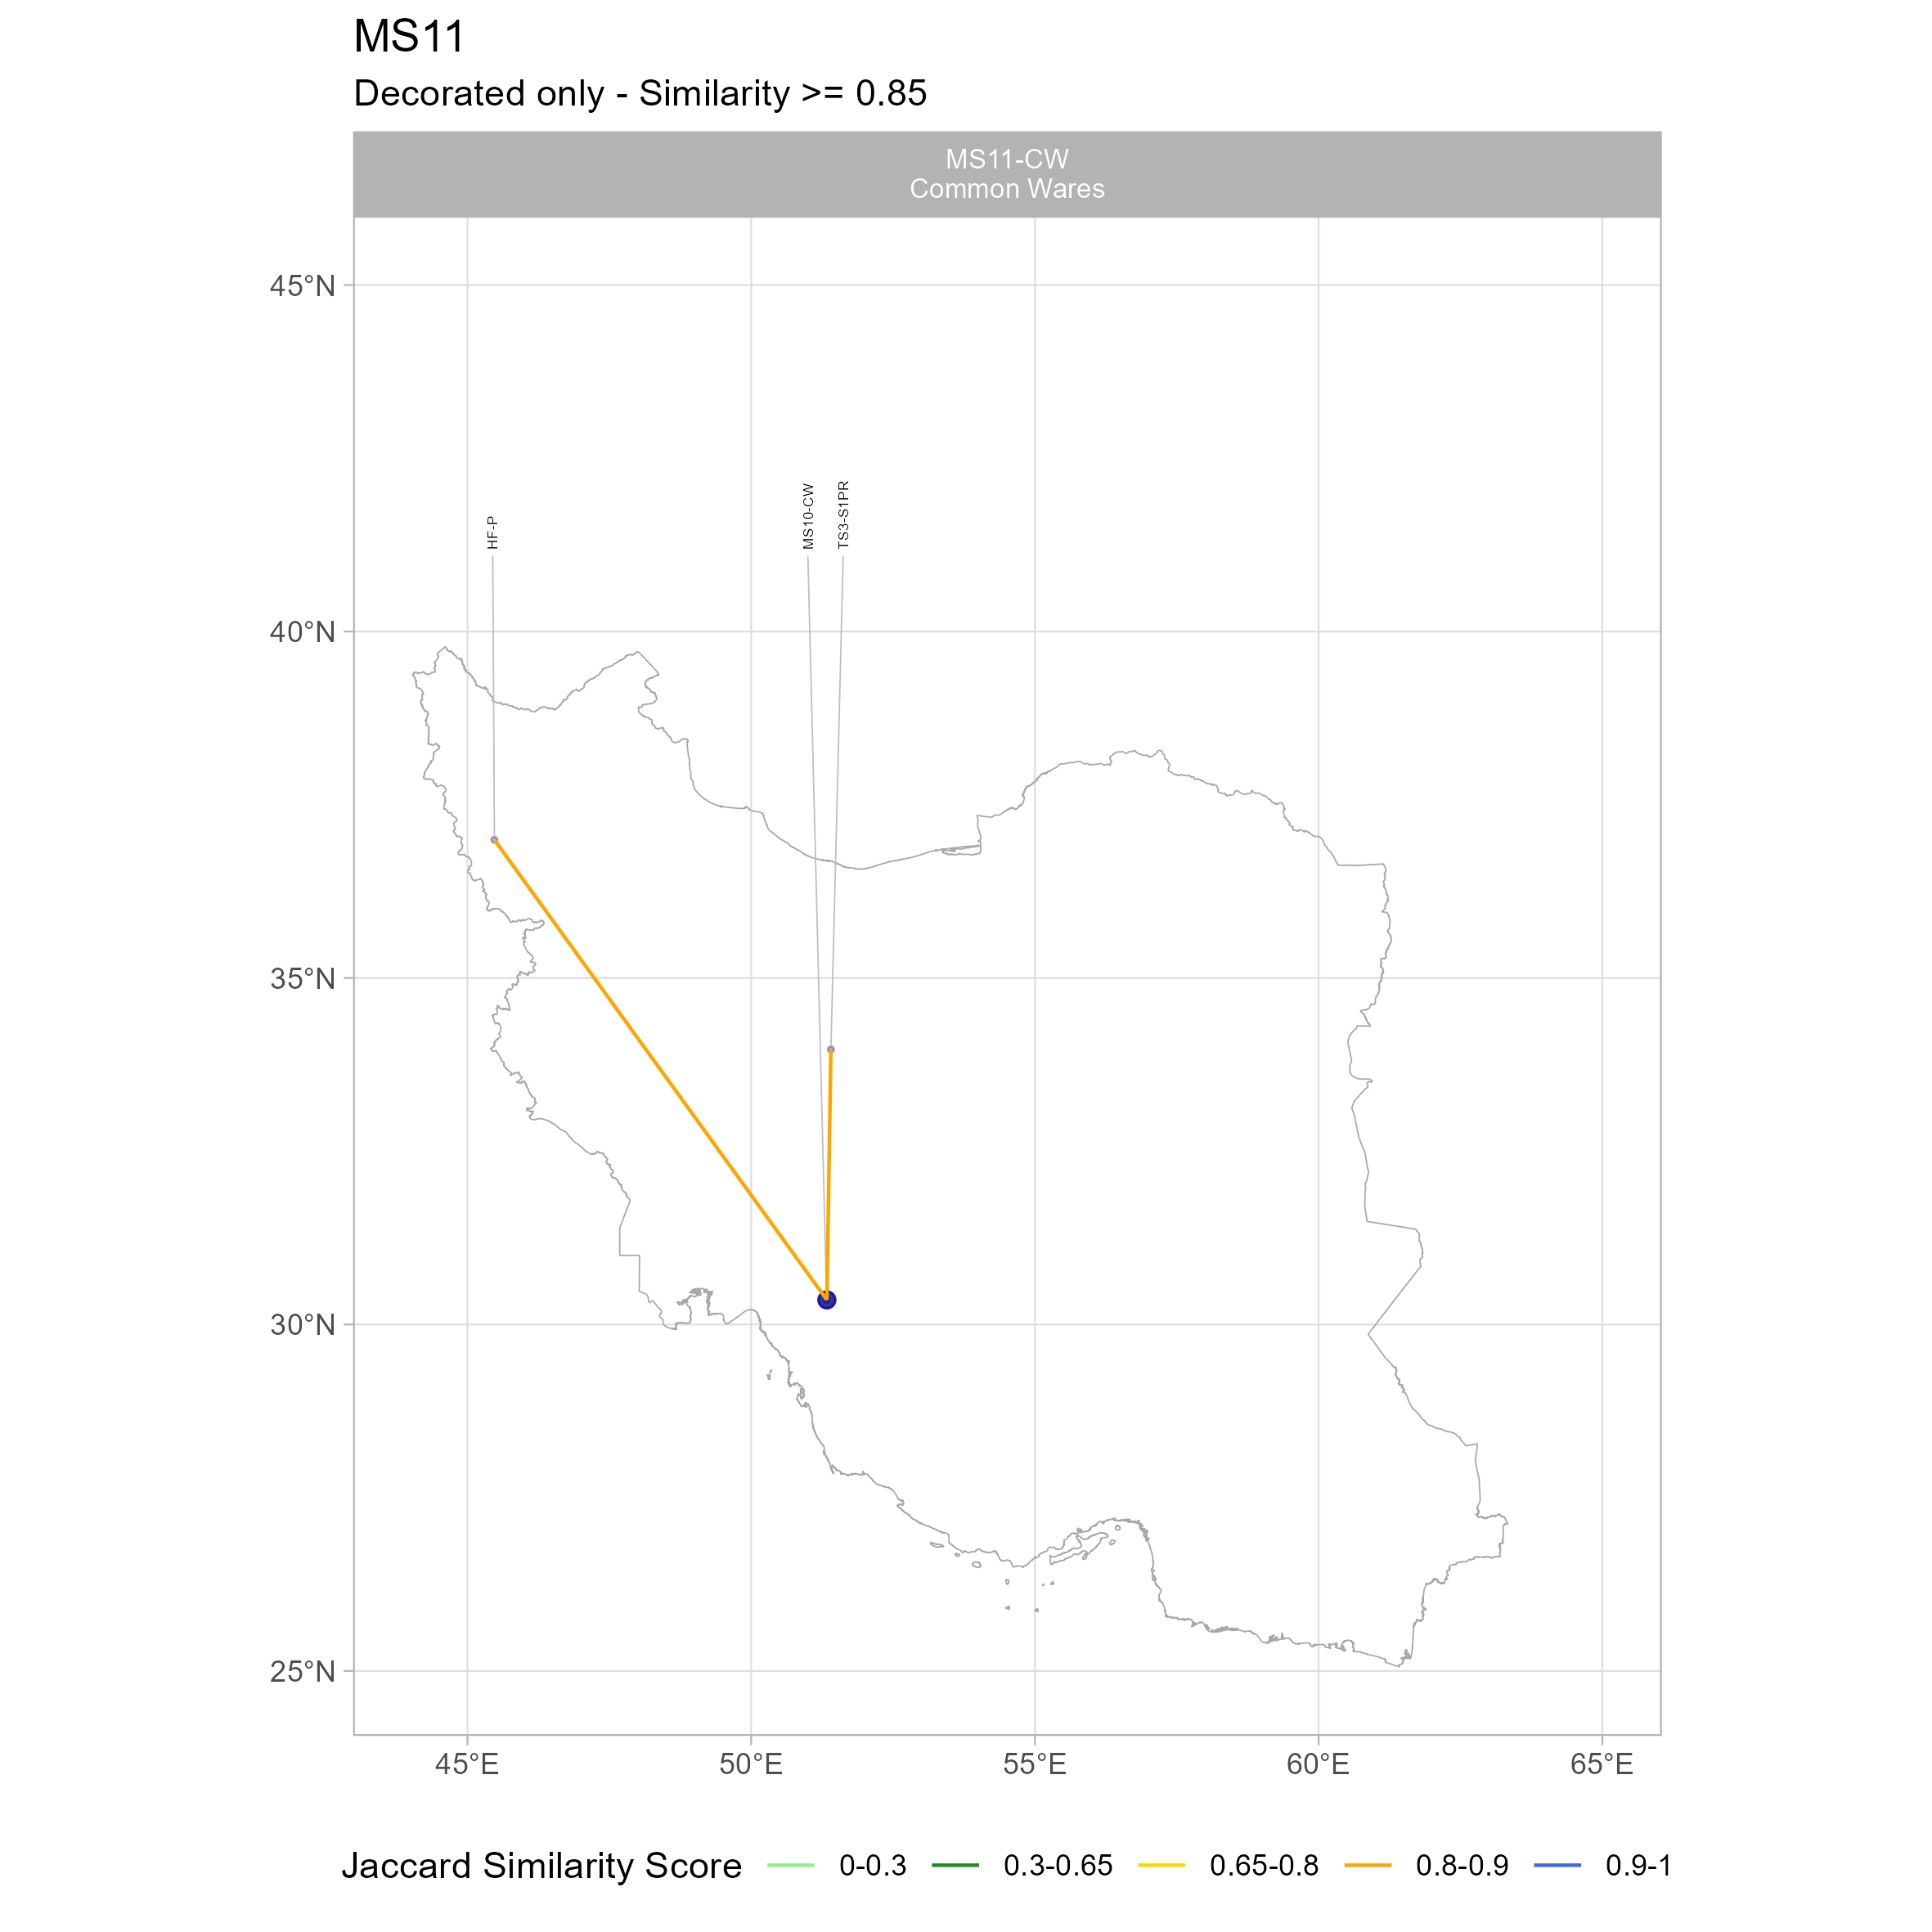 MS11
Decorated only - Similarity >= 0.85
MS11-CW
Common Wares
45°N
40°N
35°N
30°N
25°N
HF-P
MS10-CW
TS3-S1PR
45°E
50°E
55°E
60°E
65°E
Jaccard Similarity Score
0-0.3
0.3-0.65
0.65-0.8
0.8-0.9
0.9-1